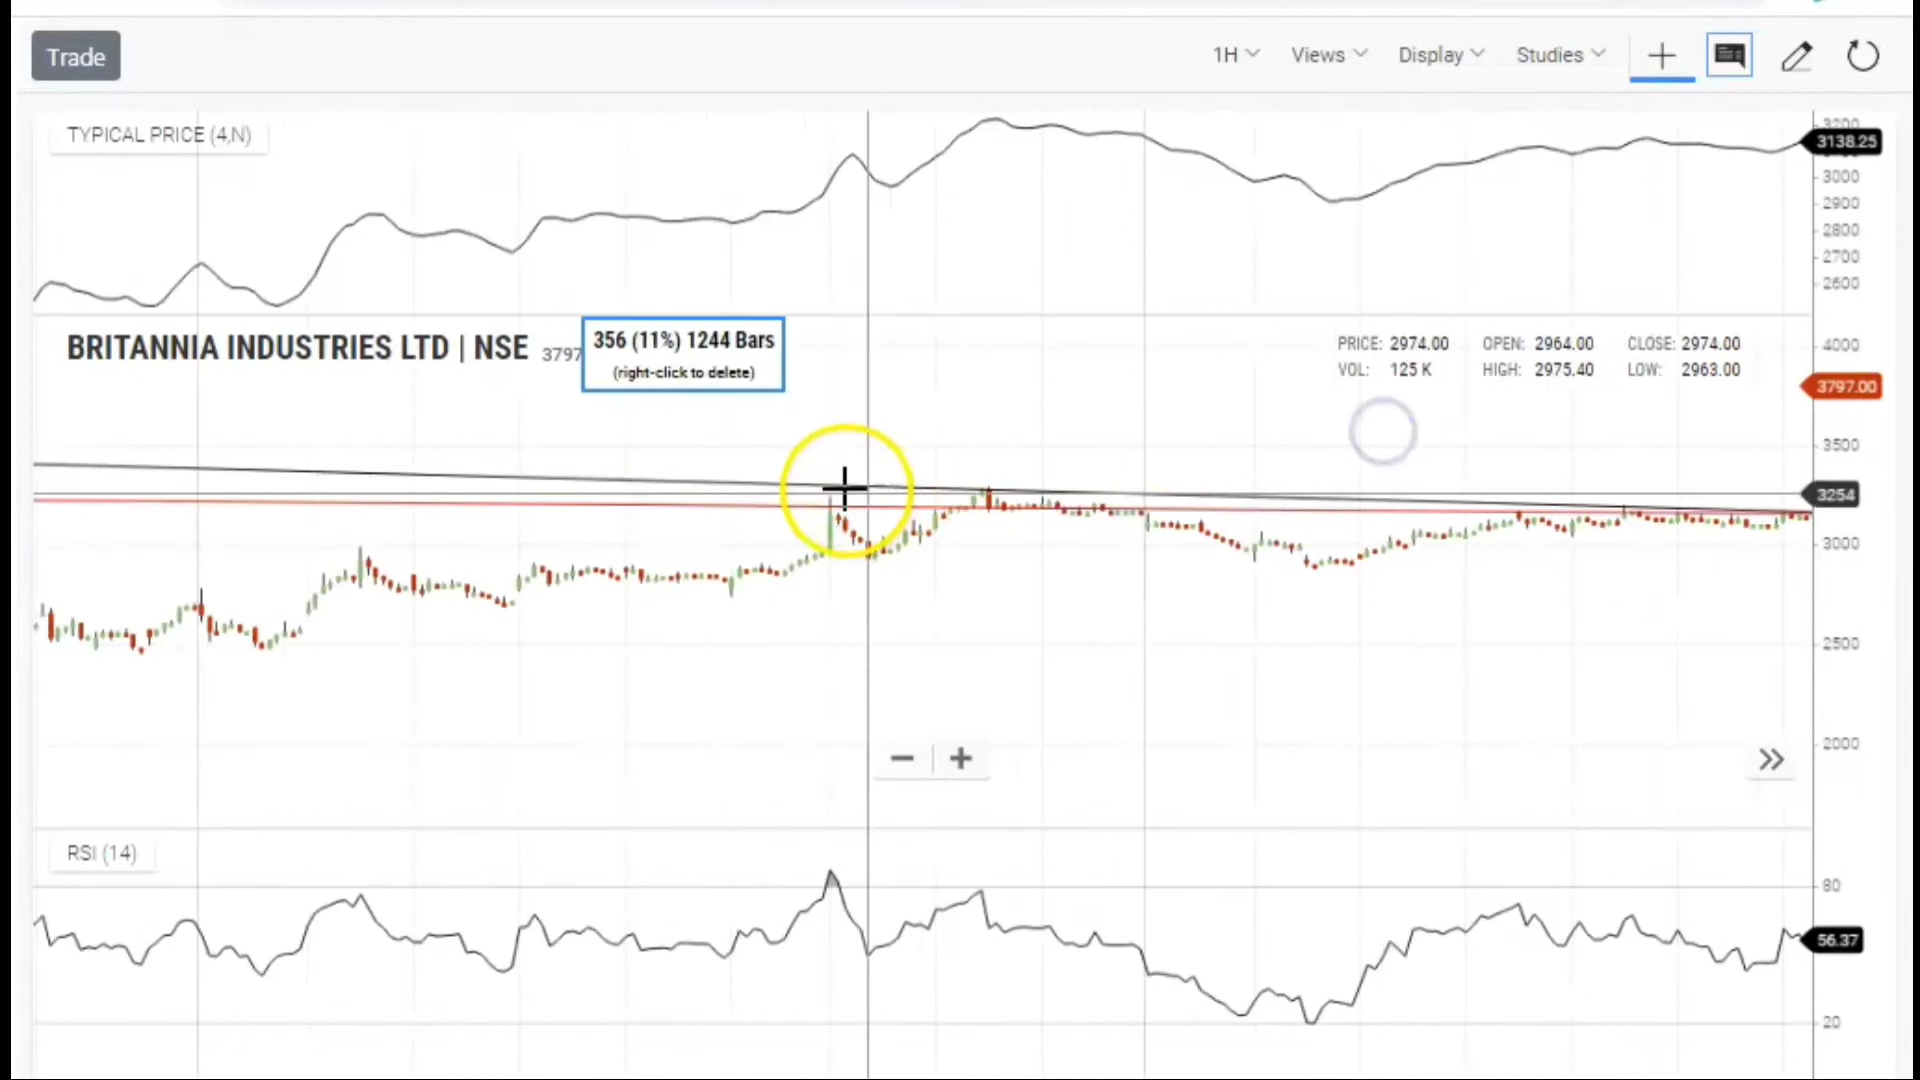 Trade
1H Views Display Studies
TYPICAL PRICE (4,N)
3200
3138.25
3000
2900
2800
2700
2600
BRITANNIA INDUSTRIES LTD | NSE 3797
356 (11%) 1244 Bars
(right-click to delete)
PRICE: 2974.00 OPEN: 2964.00 CLOSE: 2974.00
VOL: 125 K HIGH: 2975.40 LOW: 2963.00
4000
3797.00
3500
3254
3000
2500
2000
RSI (14)
80
56.37
20